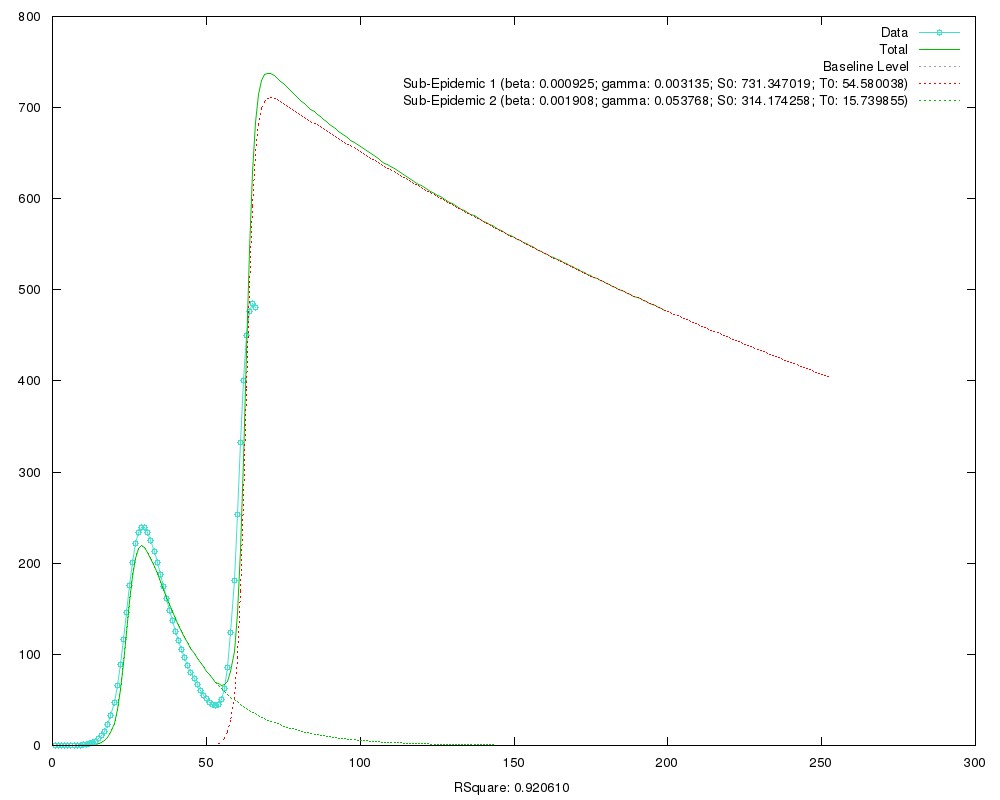 800
700
600
500
400
300
200
100
0
Data
Total
Baseline Level
Sub-Epidemic 1 (beta: 0.000925; gamma: 0.003135; S0: 731.347019; T0: 54.580038)
Sub-Epidemic 2 (beta: 0.001908; gamma: 0.053768; S0: 314.174258; T0: 15.739855)
0 50 100 150 200 250 300
RSquare: 0.920610